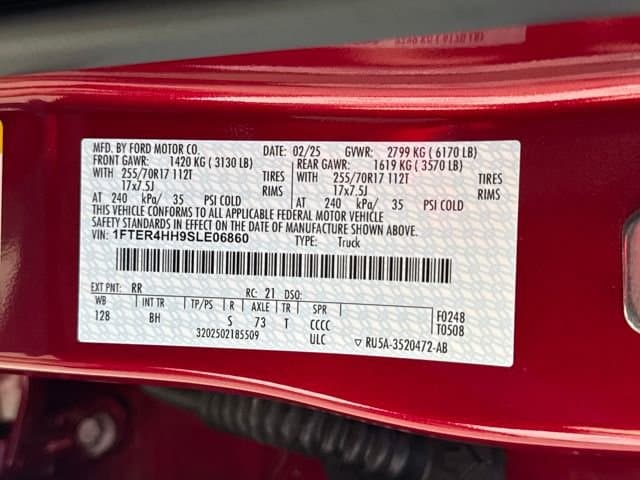 MFD. BY FORD MOTOR CO. DATE: 02/25 GVWR: 2799 KG ( 6170 LB)
FRONT GAWR: 1420 KG ( 3130 LB) REAR GAWR: 1619 KG ( 3570 LB)
WITH 255/70R17 112T TIRES WITH 255/70R17 112T TIRES
17x7.5J RIMS 17x7.5J RIMS
AT 240 kPa/ 35 PSI COLD AT 240 kPa/ 35 PSI COLD
THIS VEHICLE CONFORMS TO ALL APPLICABLE FEDERAL MOTOR VEHICLE
SAFETY STANDARDS IN EFFECT ON THE DATE OF MANUFACTURE SHOWN ABOVE.
VIN: 1FTER4HH9SLE06860 TYPE: Truck
EXT PNT: RR RC: 21 DSO:
WB INT TR TP/PS R AXLE TR SPR F0248
128 BH S 73 T CCCC T0508
3202502185509 ULC ▽ RU5A-3520472-AB